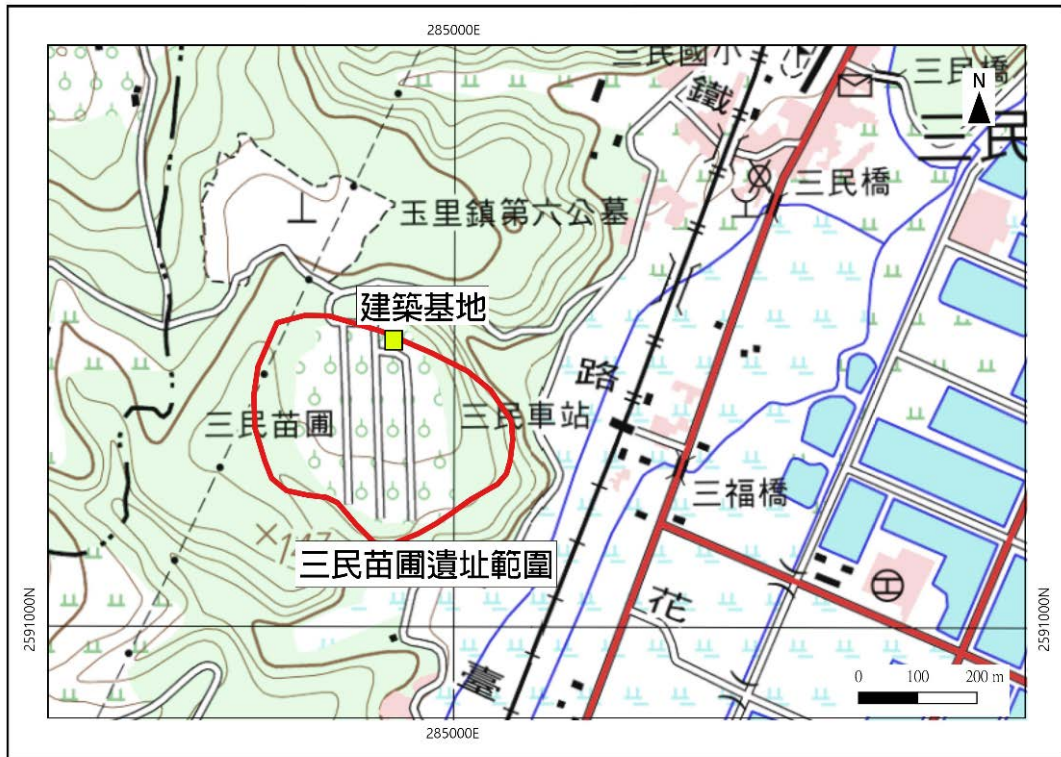 285000E
三民國小
三民橋
N
鐵
三民
三民橋
玉里鎮第六公墓
建築基地
路
三民苗圃
三民車站
三福橋
三民苗圃遺址範圍
2591000N
2591000N
花
臺
0 100 200 m
285000E